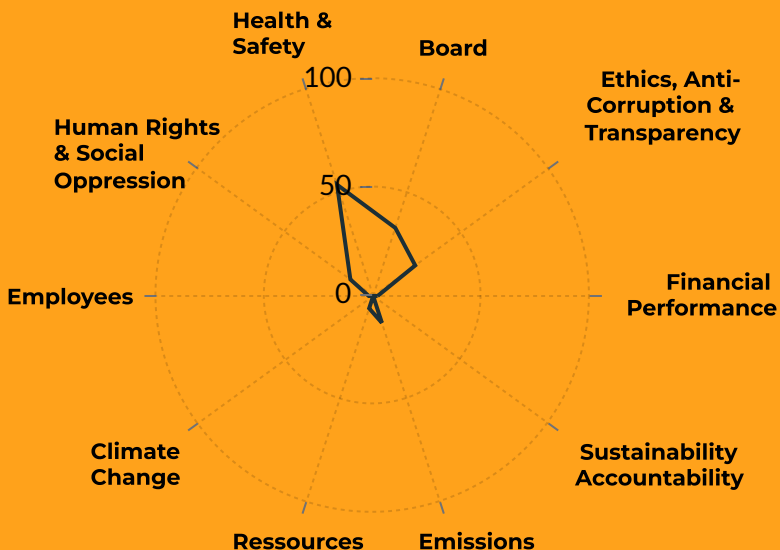 Health &
Safety
Board
100
Ethics, Anti-
Corruption &
Transparency
Human Rights
& Social
Oppression
50
Employees
0
Financial
Performance
Climate
Change
Sustainability
Accountability
Ressources
Emissions